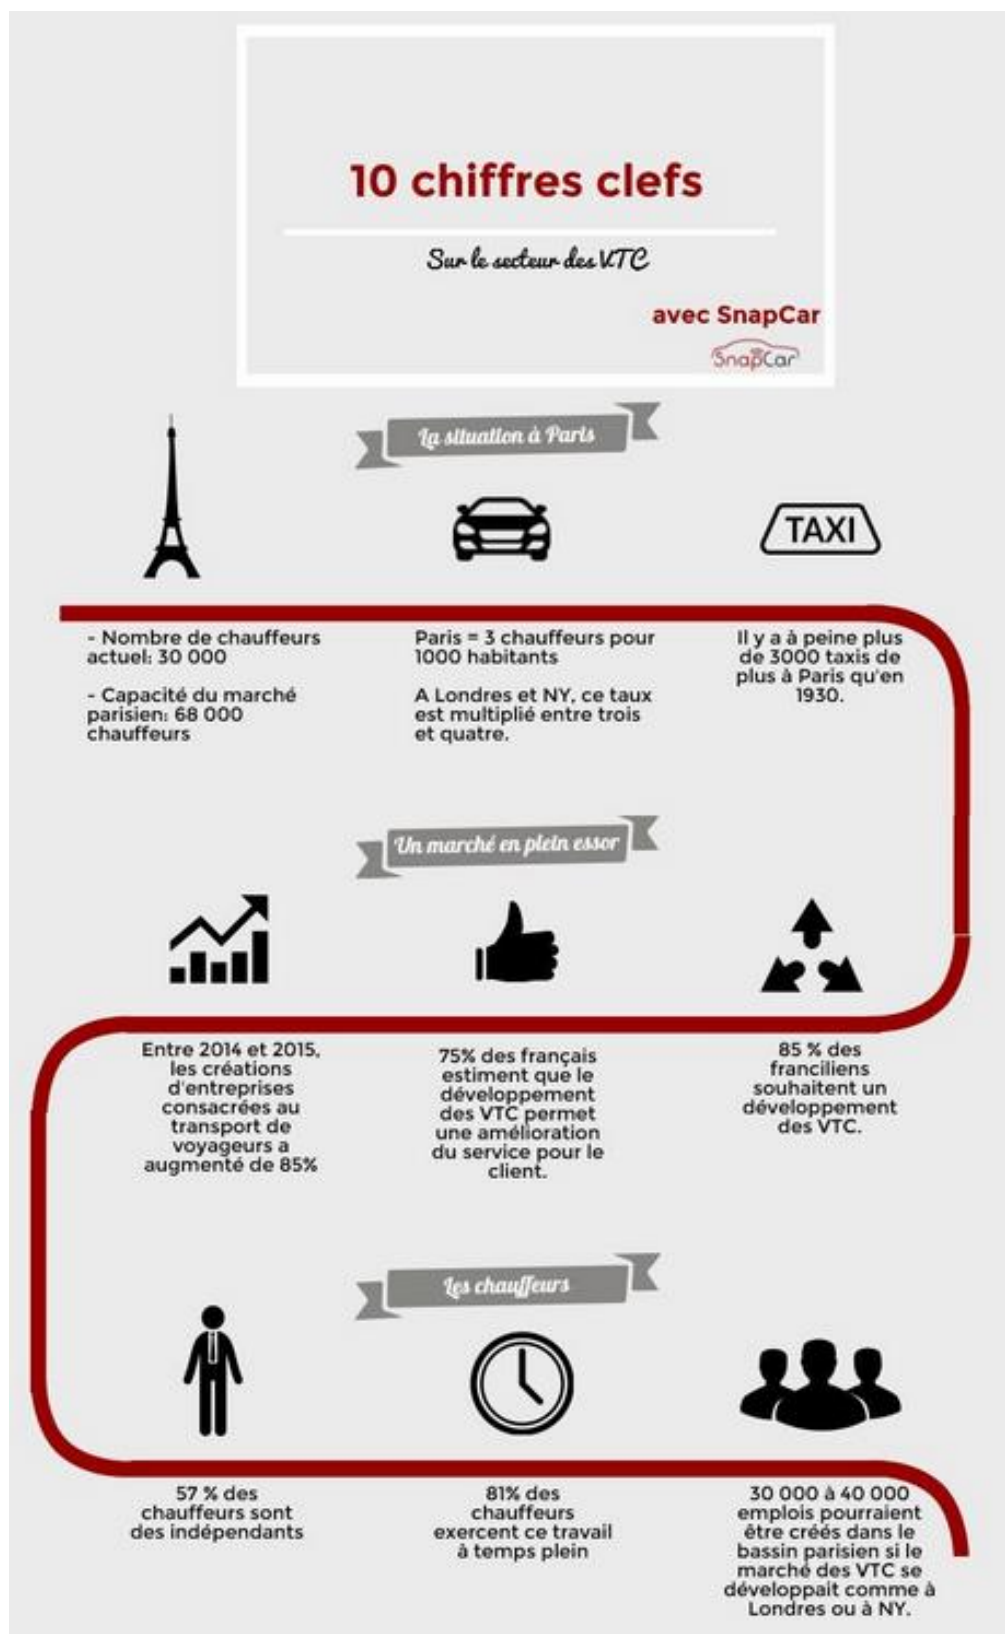 10 chiffres clefs
Sur le secteur des VTC
avec SnapCar
SnapCar
La situation à Paris
TAXI
- Nombre de chauffeurs
actuel: 30 000
- Capacité du marché
parisien: 68 000
chauffeurs
Paris = 3 chauffeurs pour
1000 habitants
A Londres et NY, ce taux
est multiplié entre trois
et quatre.
Il y a à peine plus
de 3000 taxis de
plus à Paris qu'en
1930.
Un marché en plein essor
Entre 2014 et 2015,
les créations
d'entreprises
consacrées au
transport de
voyageurs a
augmenté de 85%
75% des français
estiment que le
développement
des VTC permet
une amélioration
du service pour le
client.
85 % des
franciliens
souhaitent un
développement
des VTC.
Les chauffeurs
57 % des
chauffeurs sont
des indépendants
81% des
chauffeurs
exercent ce travail
à temps plein
30 000 à 40 000
emplois pourraient
être créés dans le
bassin parisien si le
marché des VTC se
développait comme à
Londres ou à NY.